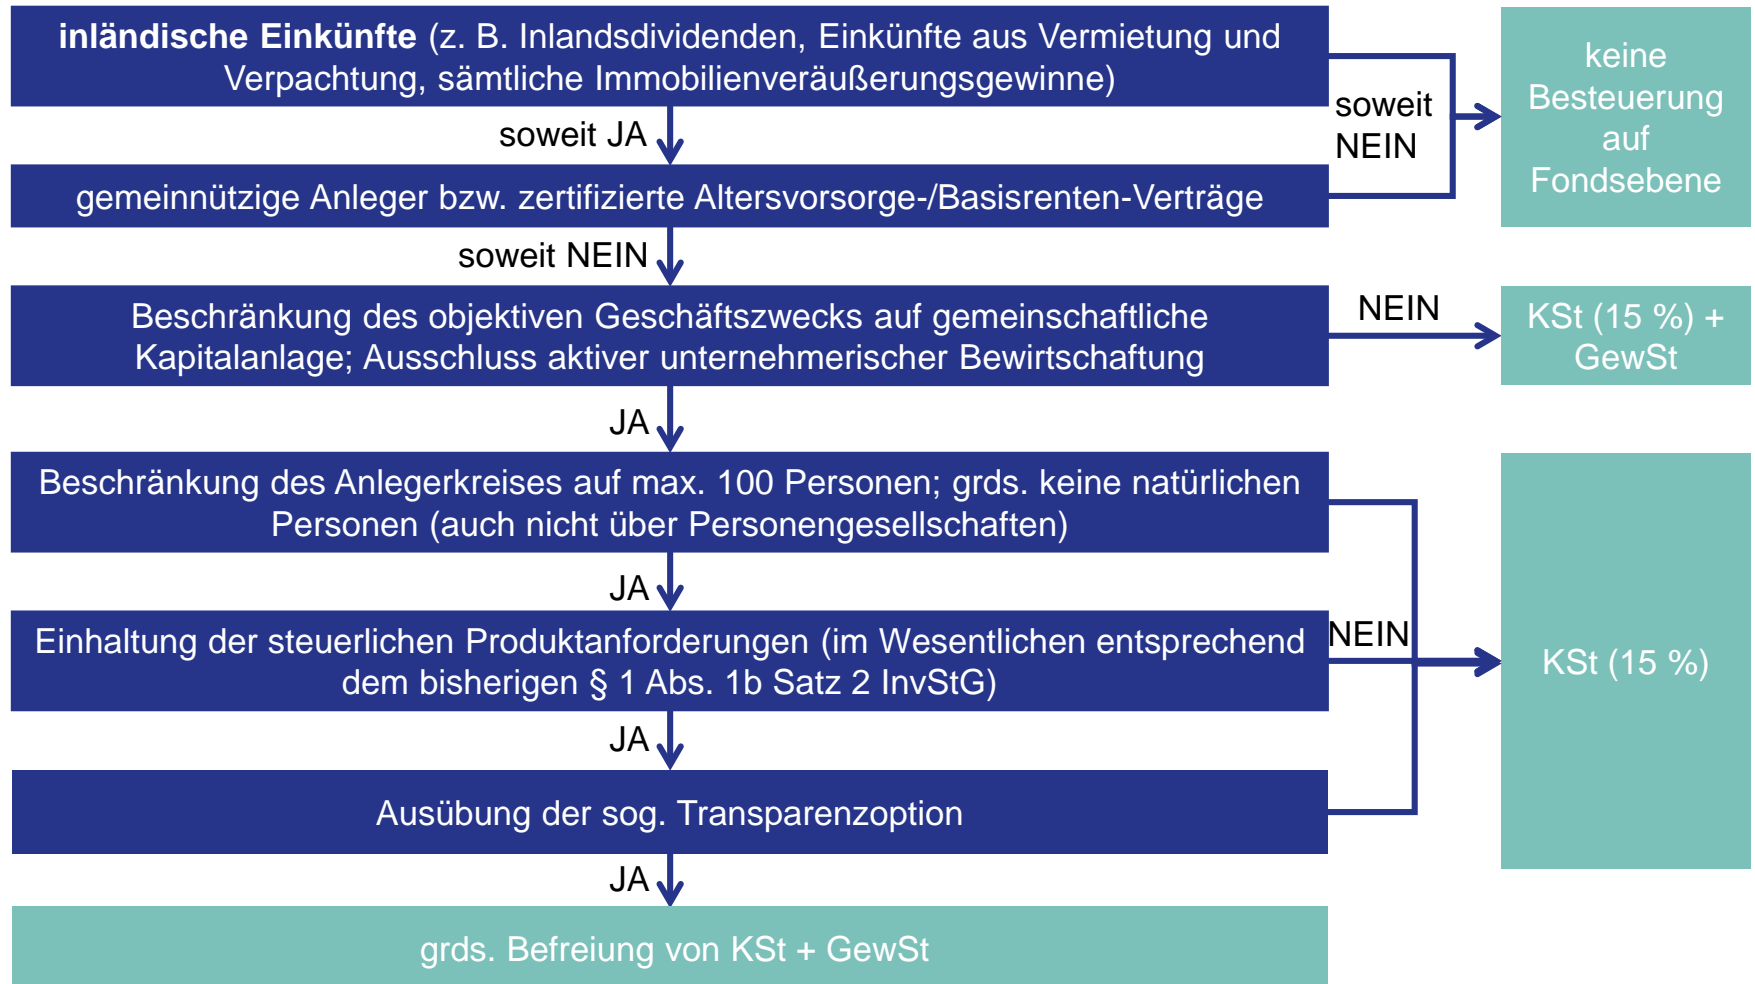 inländische Einkünfte (z. B. Inlandsdividenden, Einkünfte aus Vermietung und
Verpachtung, sämtliche Immobilienveräußerungsgewinne)
keine
Besteuerung
auf
Fondsebene
soweit
NEIN
soweit JA
gemeinnützige Anleger bzw. zertifizierte Altersvorsorge-/Basisrenten-Verträge
soweit NEIN
Beschränkung des objektiven Geschäftszwecks auf gemeinschaftliche
Kapitalanlage; Ausschluss aktiver unternehmerischer Bewirtschaftung
NEIN
KSt (15 %) +
GewSt
JA
Beschränkung des Anlegerkreises auf max. 100 Personen; grds. keine natürlichen
Personen (auch nicht über Personengesellschaften)
JA
Einhaltung der steuerlichen Produktanforderungen (im Wesentlichen entsprechend
dem bisherigen § 1 Abs. 1b Satz 2 InvStG)
NEIN
KSt (15 %)
JA
Ausübung der sog. Transparenzoption
JA
grds. Befreiung von KSt + GewSt